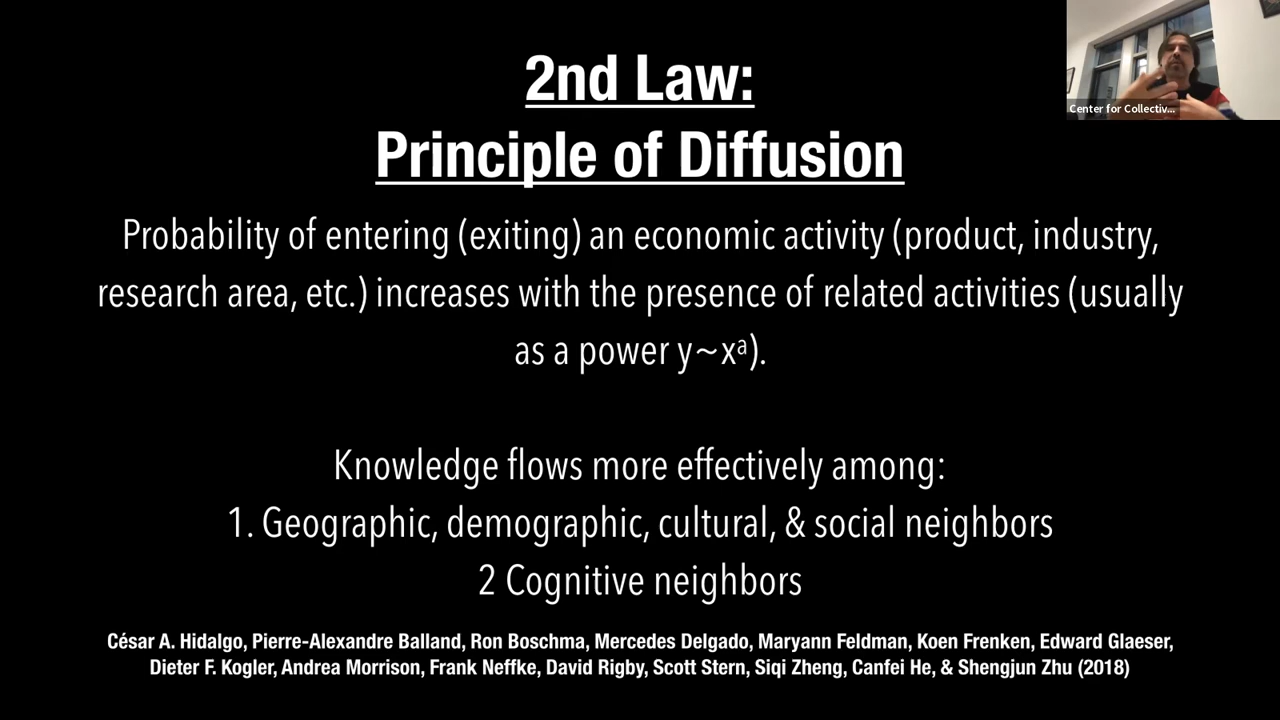 2nd Law:
Principle of Diffusion
Probability of entering (exiting) an economic activity (product, industry,
research area, etc.) increases with the presence of related activities (usually
as a power y~xᵃ).
Knowledge flows more effectively among:
1. Geographic, demographic, cultural, & social neighbors
2 Cognitive neighbors
César A. Hidalgo, Pierre-Alexandre Balland, Ron Boschma, Mercedes Delgado, Maryann Feldman, Koen Frenken, Edward Glaeser,
Dieter F. Kogler, Andrea Morrison, Frank Neffke, David Rigby, Scott Stern, Siqi Zheng, Canfei He, & Shengjun Zhu (2018)
Center for Collectiv...